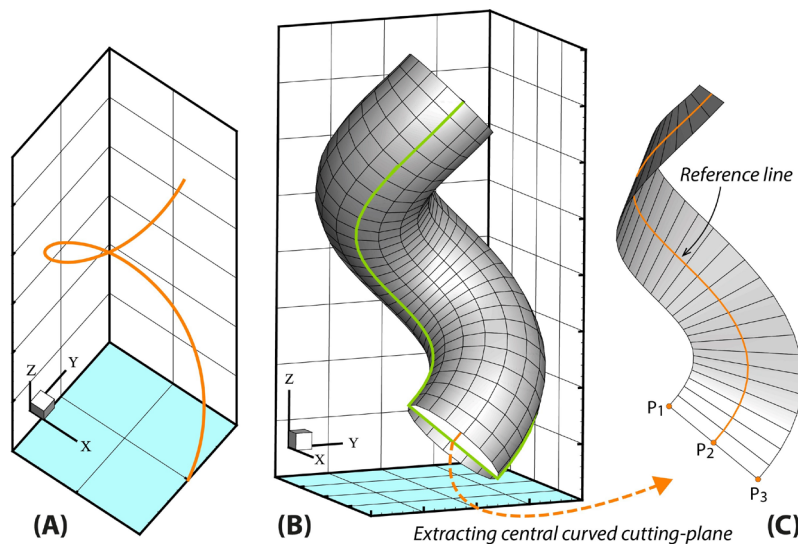 Z
Y
X
(A)
Z
Y
X
(B)
Reference line
P1
P2
P3
(C)
Extracting central curved cutting-plane